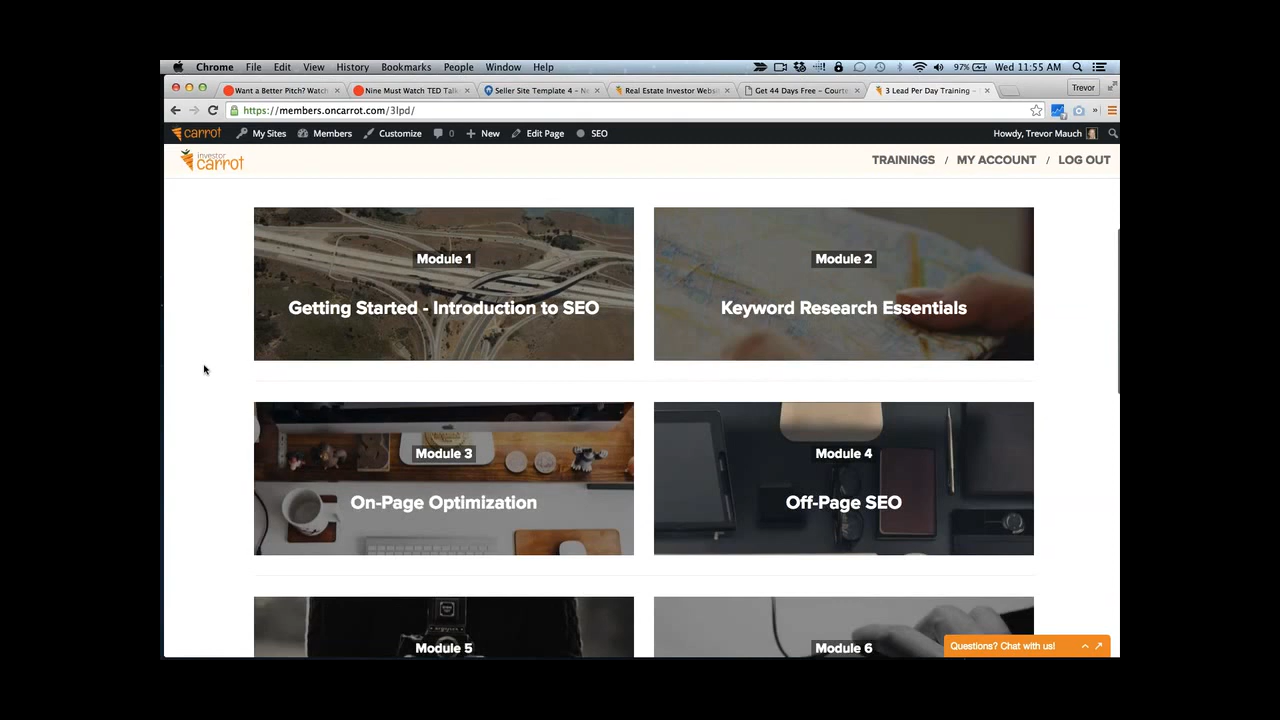 Chrome File Edit View History Bookmarks People Window Help 97% Wed 11:55 AM
Want a Better Pitch? Watch Nine Must Watch TED Talk Seller Site Template 4 - N Real Estate Investor Websi Get 44 Days Free – Courte 3 Lead Per Day Training - Trevor
https://members.oncarrot.com/3lpd/
carrot My Sites Members Customize 0 New Edit Page SEO Howdy, Trevor Mauch
investor carrot TRAININGS / MY ACCOUNT / LOG OUT
Module 1
Getting Started - Introduction to SEO
Module 2
Keyword Research Essentials
Module 3
On-Page Optimization
Module 4
Off-Page SEO
Module 5
Module 6
Questions? Chat with us!